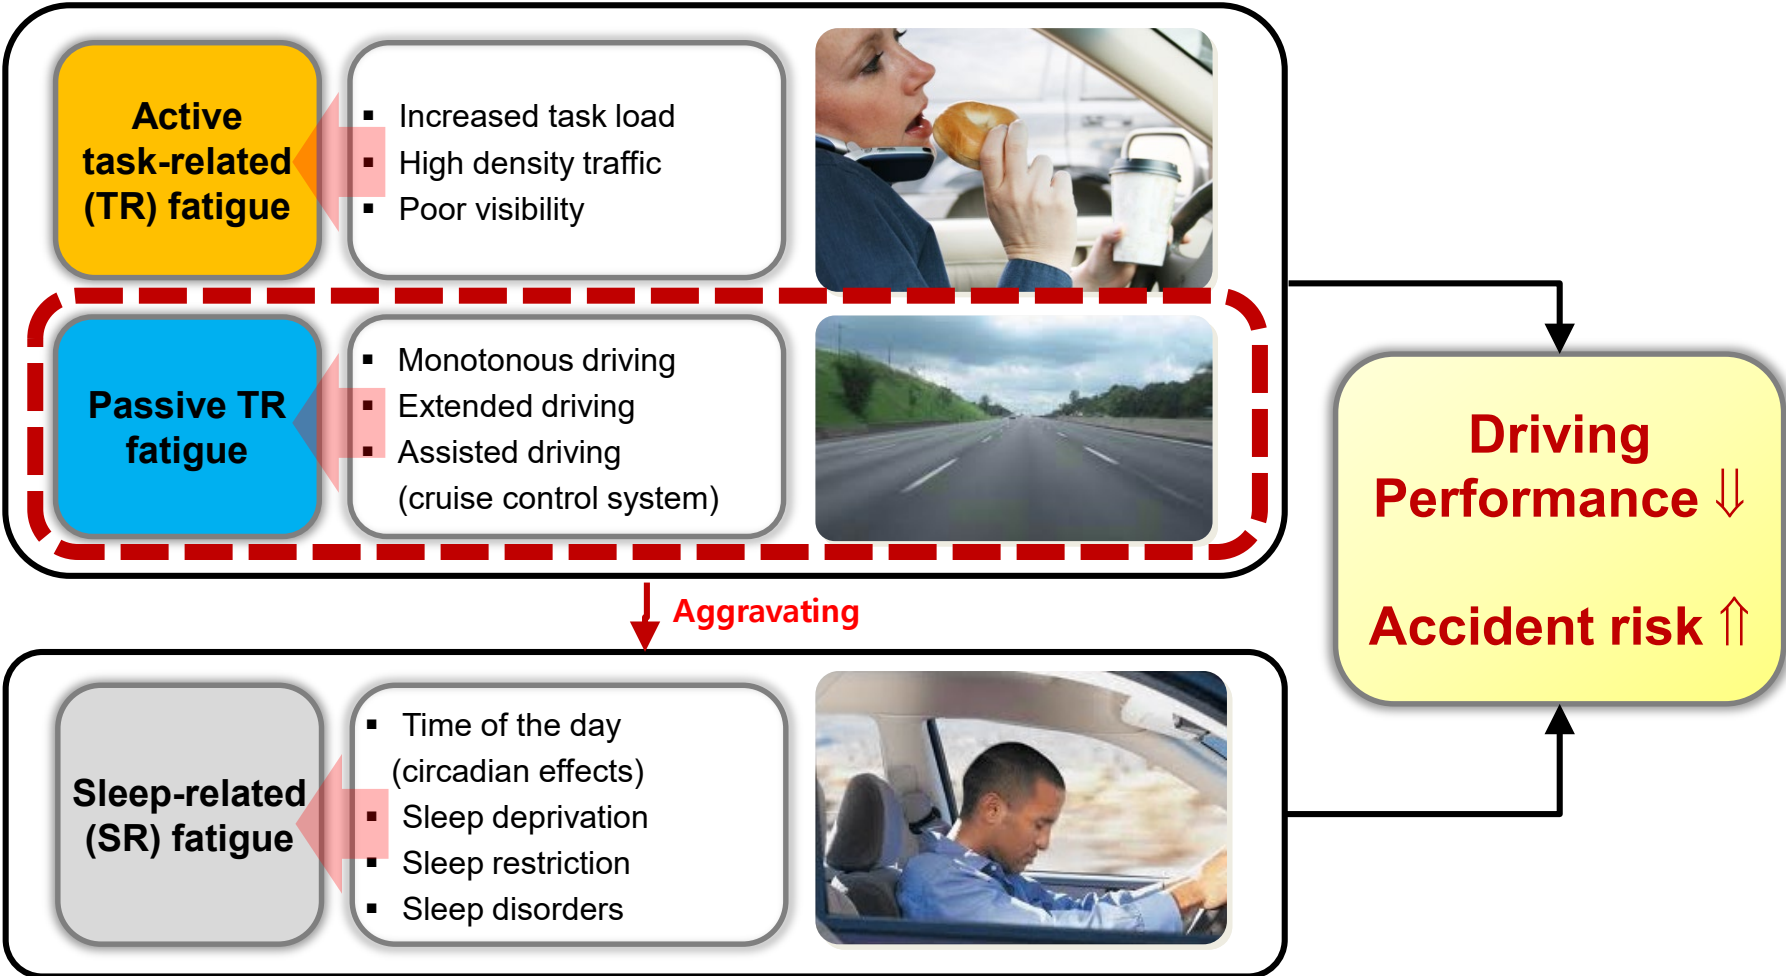 Active
task-related
(TR) fatigue
▪ Increased task load
▪ High density traffic
▪ Poor visibility
Passive TR
fatigue
▪ Monotonous driving
▪ Extended driving
▪ Assisted driving
(cruise control system)
Aggravating
Sleep-related
(SR) fatigue
▪ Time of the day
(circadian effects)
▪ Sleep deprivation
▪ Sleep restriction
▪ Sleep disorders
Driving
Performance ⇓
Accident risk ⇑